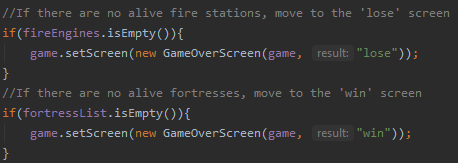 //If there are no alive fire stations, move to the 'lose' screen
if(fireEngines.isEmpty()){
    game.setScreen(new GameOverScreen(game, result: "lose"));
}
//If there are no alive fortresses, move to the 'win' screen
if(fortressList.isEmpty()){
    game.setScreen(new GameOverScreen(game, result: "win"));
}